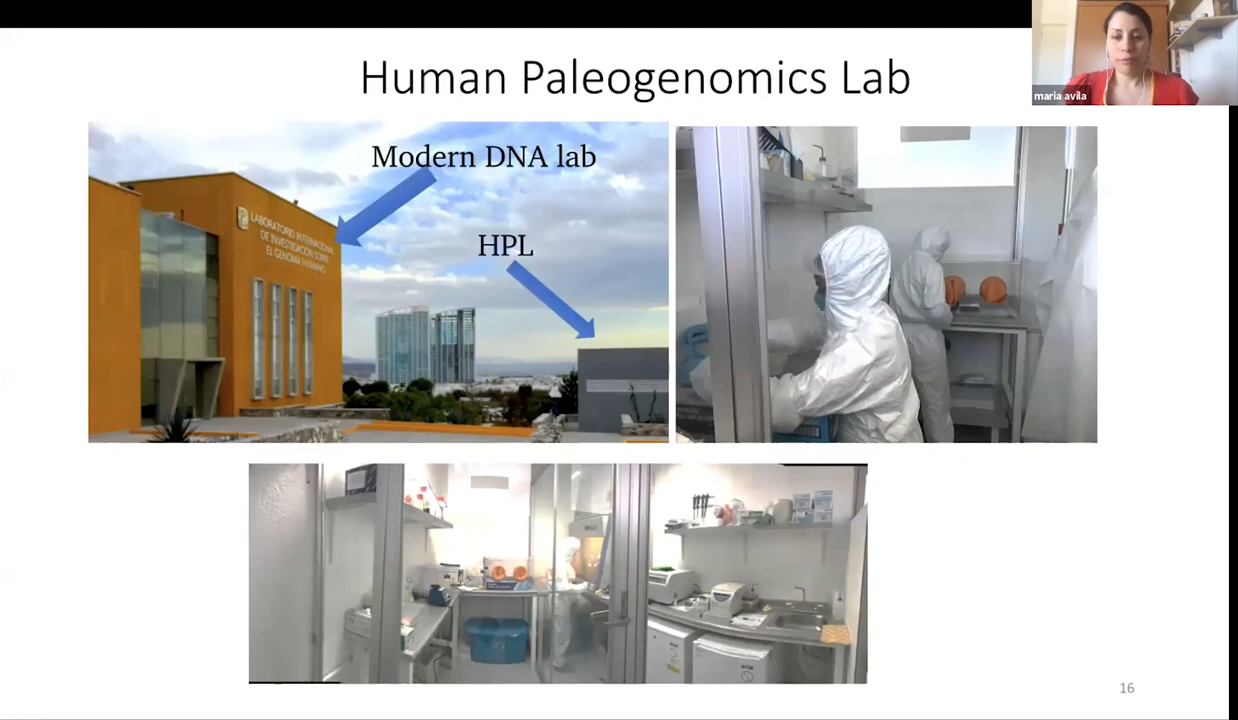 Human Paleogenomics Lab
maria avila
Modern DNA lab
LABORATORIO INTERNACIONAL
DE INVESTIGACIÓN SOBRE
EL GENOMA HUMANO
HPL
16